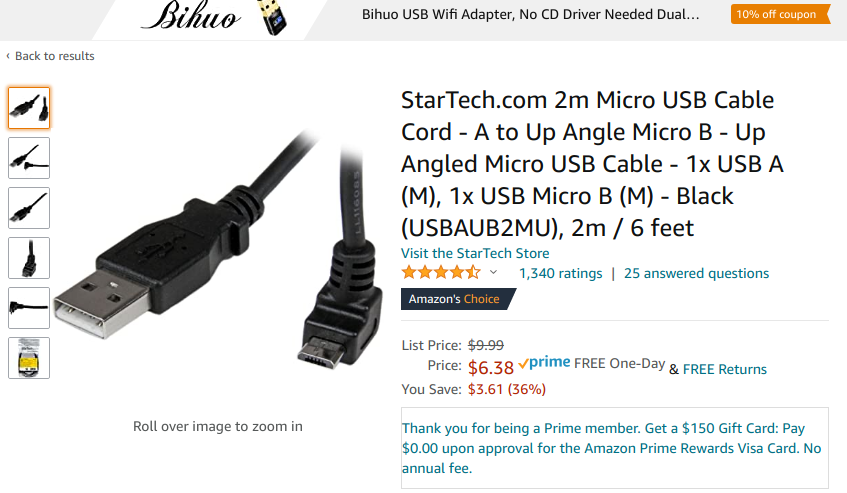 Bihuo
Bihuo USB Wifi Adapter, No CD Driver Needed Dual...
10% off coupon
‹ Back to results
StarTech.com 2m Micro USB Cable
Cord - A to Up Angle Micro B - Up
Angled Micro USB Cable - 1x USB A
(M), 1x USB Micro B (M) - Black
(USBAUB2MU), 2m / 6 feet
Visit the StarTech Store
1,340 ratings | 25 answered questions
Amazon's Choice
List Price: $9.99
Price: $6.38 prime FREE One-Day & FREE Returns
You Save: $3.61 (36%)
Roll over image to zoom in
Thank you for being a Prime member. Get a $150 Gift Card: Pay
$0.00 upon approval for the Amazon Prime Rewards Visa Card. No
annual fee.